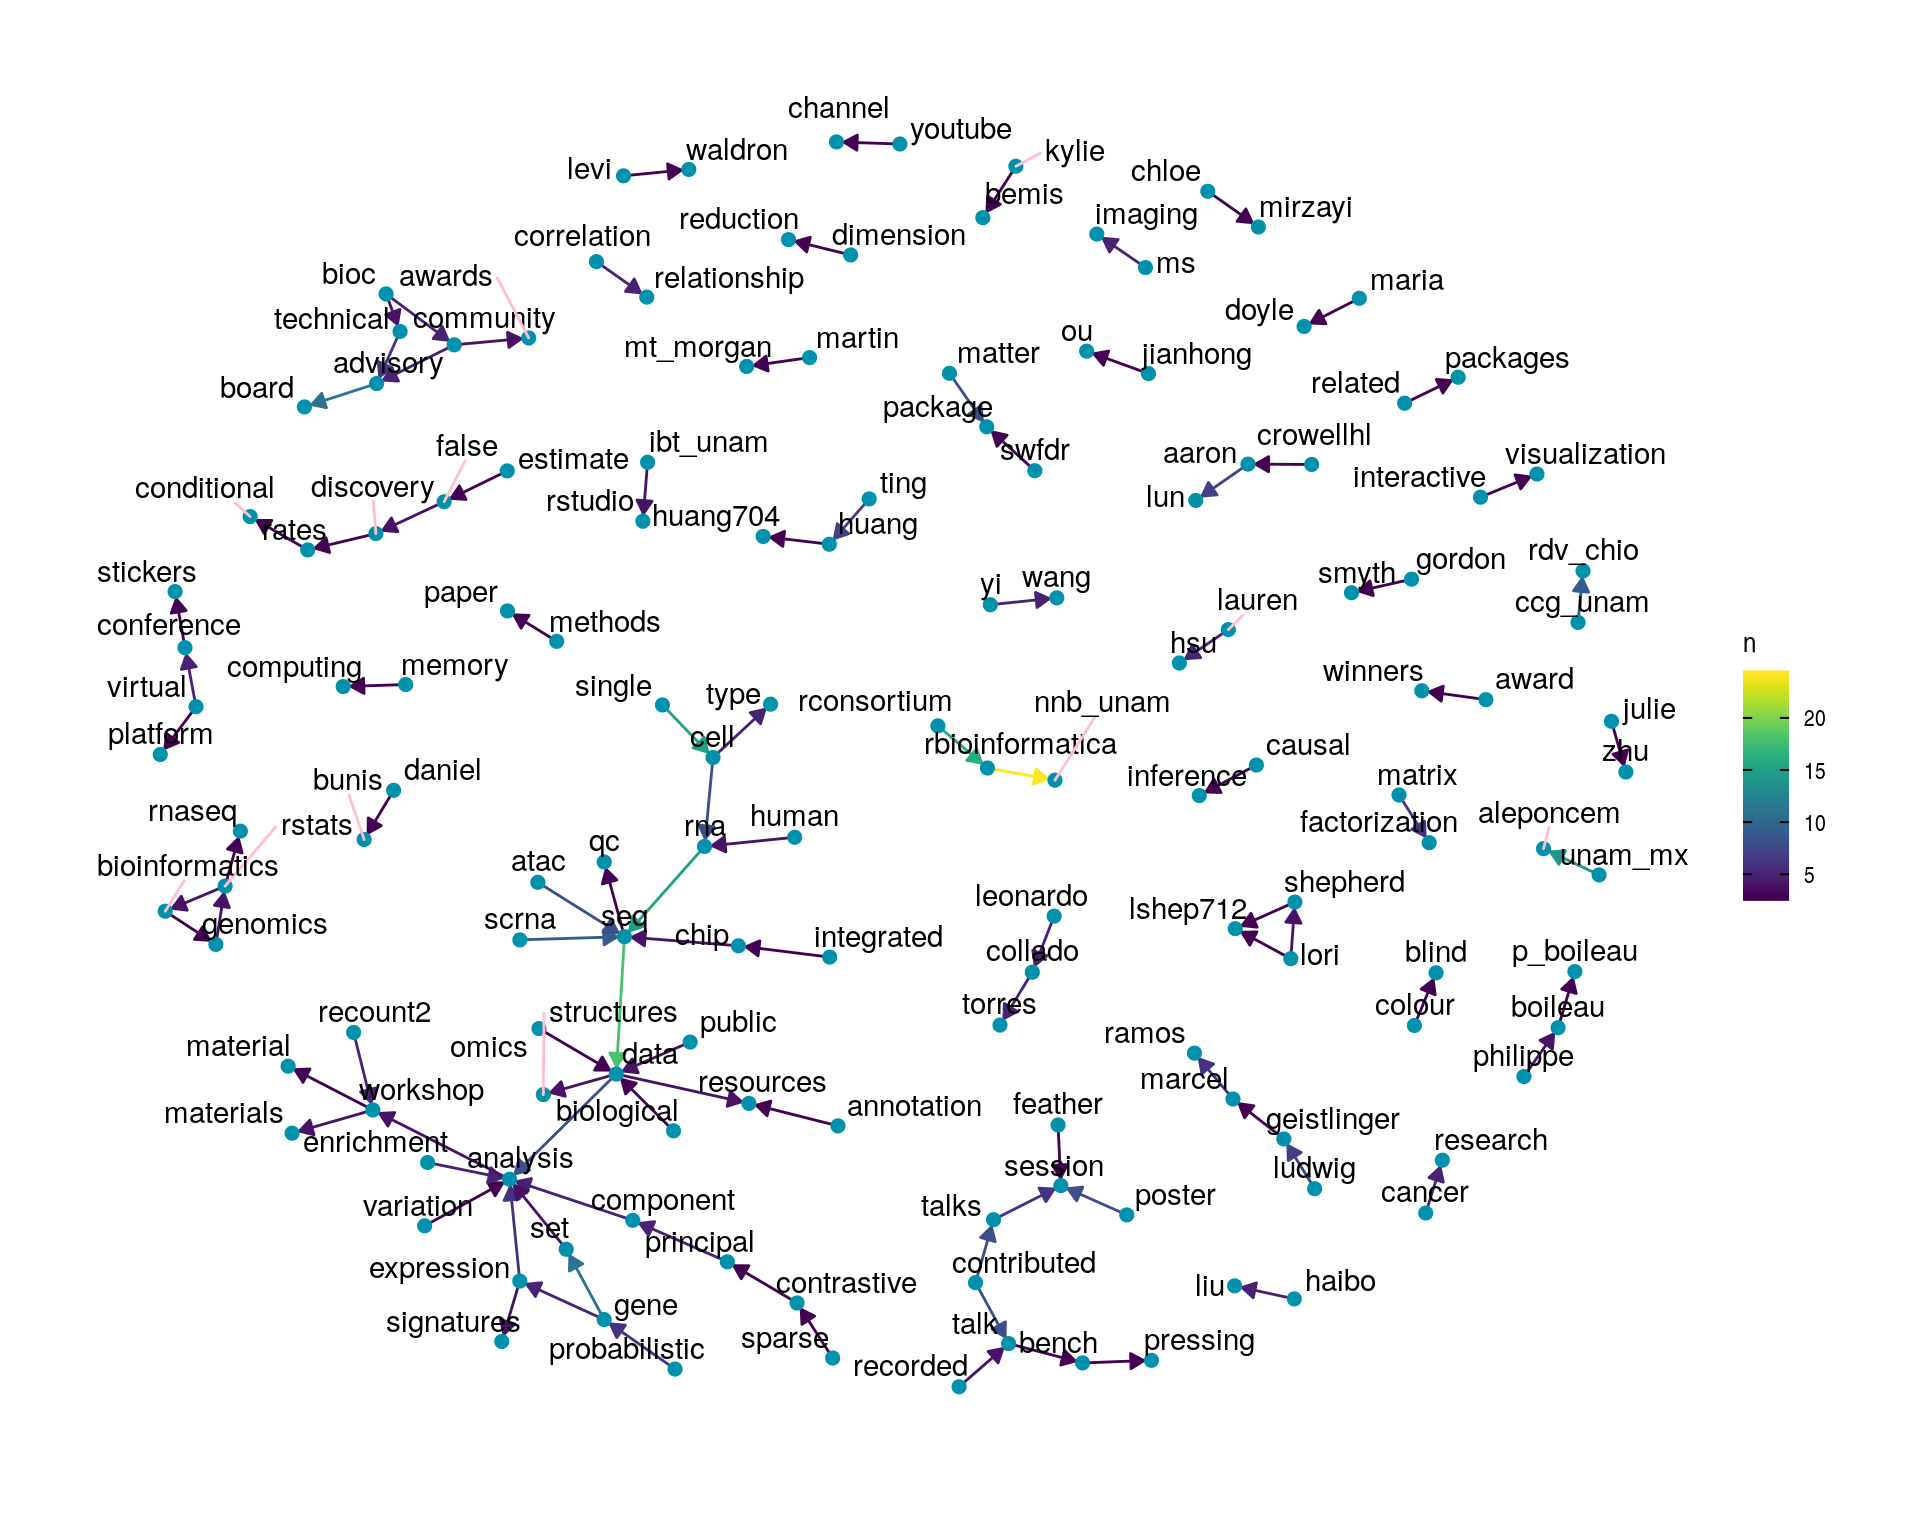 channel
youtube
waldron
levi
kylie
bemis
chloe
mirzayi
reduction
dimension
imaging
ms
correlation
relationship
bioc
awards
technical
community
advisory
board
maria
doyle
mt_morgan
martin
matter
package
swfdr
ou
jianhong
packages
related
false
estimate
ibt_unam
conditional
discovery
rates
rstudio
huang704
ting
huang
aaron
crowellhl
lun
visualization
interactive
stickers
conference
virtual
platform
paper
methods
yi
wang
smyth
gordon
rdv_chio
ccg_unam
lauren
hsu
computing
memory
single
type
cell
rconsortium
nnb_unam
rbioinformatica
winners
award
julie
zhu
n
20
15
10
5
bunis
daniel
causal
inference
matrix
factorization
aleponcem
unam_mx
rnaseq
rstats
bioinformatics
genomics
rna
human
qc
atac
scrna
seq
chip
integrated
leonardo
collado
torres
shepherd
lshep712
lori
blind
colour
p_boileau
boileau
philippe
recount2
material
workshop
materials
enrichment
structures
omics
public
data
resources
biological
annotation
analysis
variation
component
set
principal
expression
contrastive
gene
signatures
probabilistic
sparse
feather
session
talks
poster
contributed
talk
bench
pressing
recorded
ramos
marcel
geistlinger
ludwig
research
cancer
liu
haibo